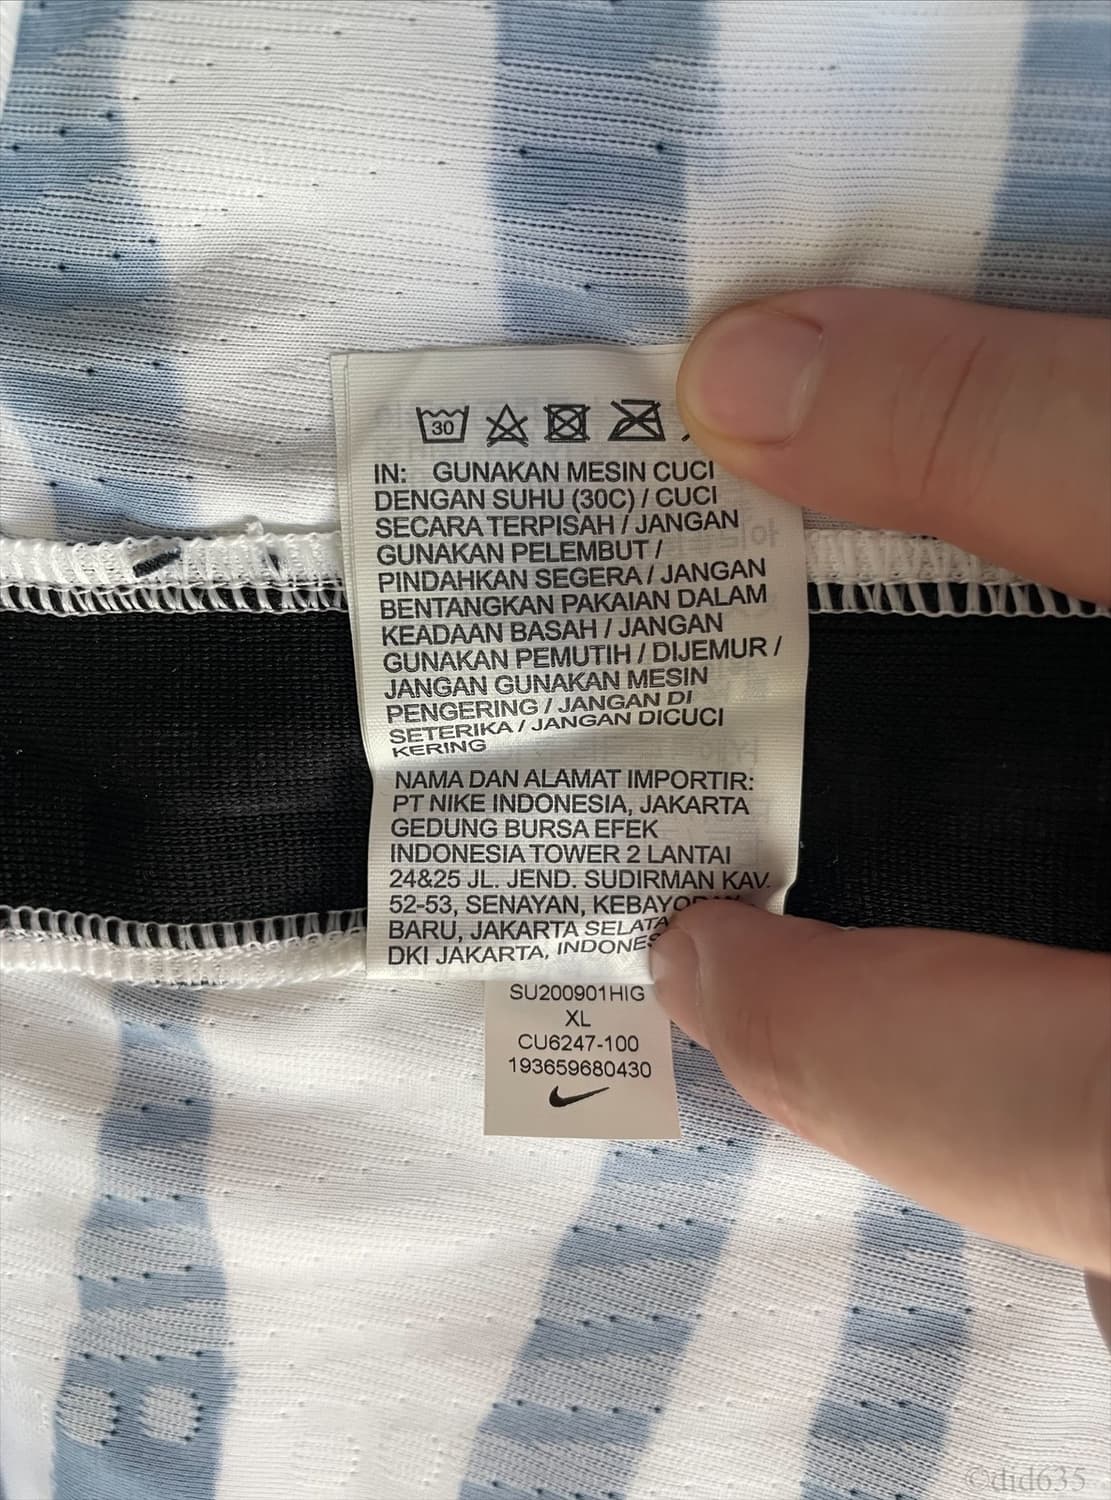 30
IN: GUNAKAN MESIN CUCI
DENGAN SUHU (30C) / CUCI
SECARA TERPISAH / JANGAN
GUNAKAN PELEMBUT /
PINDAHKAN SEGERA / JANGAN
BENTANGKAN PAKAIAN DALAM
KEADAAN BASAH / JANGAN
GUNAKAN PEMUTIH / DIJEMUR /
JANGAN GUNAKAN MESIN
PENGERING / JANGAN DI
SETERIKA / JANGAN DICUCI
KERING
NAMA DAN ALAMAT IMPORTIR:
PT NIKE INDONESIA, JAKARTA
GEDUNG BURSA EFEK
INDONESIA TOWER 2 LANTAI
24&25 JL. JEND. SUDIRMAN KAV.
52-53, SENAYAN,
BARU, JAKARTA
DKI JAKARTA,
SU200901HIG
XL
CU6247-100
193659680430
©did635